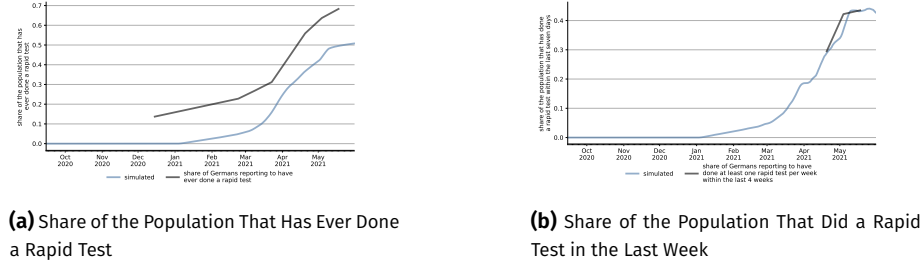 share of the population that has
ever done a rapid test
0.7
0.6
0.5
0.4
0.3
0.2
0.1
0.0
Oct 2020
Nov 2020
Dec 2020
Jan 2021
Feb 2021
Mar 2021
Apr 2021
May 2021
simulated
share of Germans reporting to have
ever done a rapid test
(a) Share of the Population That Has Ever Done
a Rapid Test
share of the population that has done
a rapid test within the last seven days
0.4
0.3
0.2
0.1
0.0
Oct 2020
Nov 2020
Dec 2020
Jan 2021
Feb 2021
Mar 2021
Apr 2021
May 2021
simulated
share of Germans reporting to have
done at least one rapid test per week
within the last 4 weeks
(b) Share of the Population That Did a Rapid
Test in the Last Week